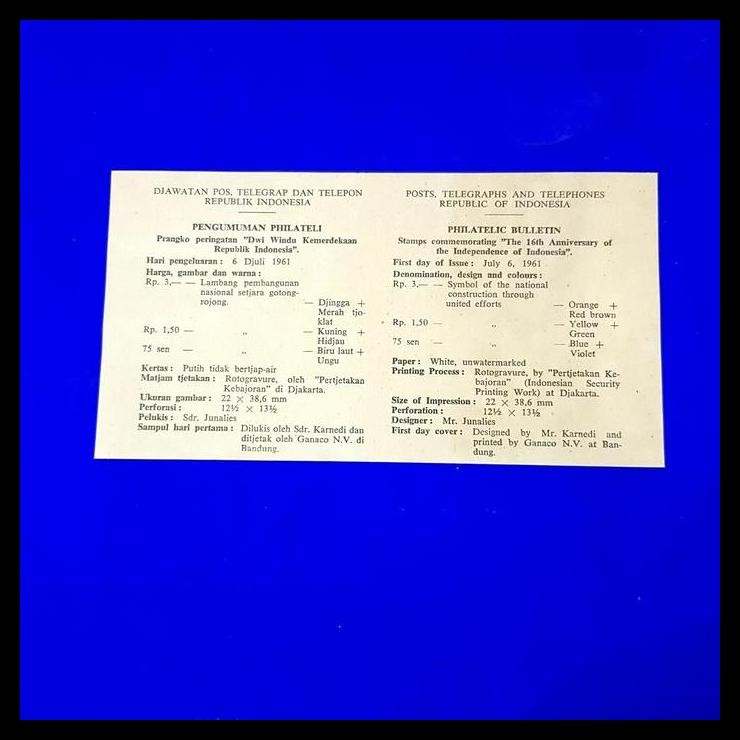 DJAWATAN POS, TELEGRAP DAN TELEPON
REPUBLIK INDONESIA
PENGUMUMAN PHILATELI
Prangko peringatan "Dwi Windu Kemerdekaan
Republik Indonesia".
Hari pengeluaran : 6 Djuli 1961
Harga, gambar dan warna :
Rp. 3,— — Lambang pembangunan
nasional setjara gotong-
rojong. — Djingga +
Merah tjo-
klat
Rp. 1,50 — „ — Kuning +
Hidjau
75 sen — „ — Biru laut +
Ungu
Kertas : Putih tidak bertjap-air
Matjam tjetakan : Rotogravure, oleh "Pertjetakan
Kebajoran" di Djakarta.
Ukuran gambar : 22 × 38,6 mm
Perforasi : 12½ × 13½
Pelukis : Sdr. Junalies
Sampul hari pertama : Dilukis oleh Sdr. Karnedi dan
ditjetak oleh Ganaco N.V. di
Bandung.
POSTS, TELEGRAPHS AND TELEPHONES
REPUBLIC OF INDONESIA
PHILATELIC BULLETIN
Stamps commemorating "The 16th Anniversary of
the Independence of Indonesia".
First day of Issue : July 6, 1961
Denomination, design and colours :
Rp. 3,— — Symbol of the national
construction through
united efforts — Orange +
Red brown
Rp. 1,50 — „ — Yellow +
Green
75 sen — „ — Blue +
Violet
Paper : White, unwatermarked
Printing Process : Rotogravure, by "Pertjetakan Ke-
bajoran" (Indonesian Security
Printing Work) at Djakarta.
Size of Impression : 22 × 38,6 mm
Perforation : 12½ × 13½
Designer : Mr. Junalies
First day cover : Designed by Mr. Karnedi and
printed by Ganaco N.V. at Ban-
dung.